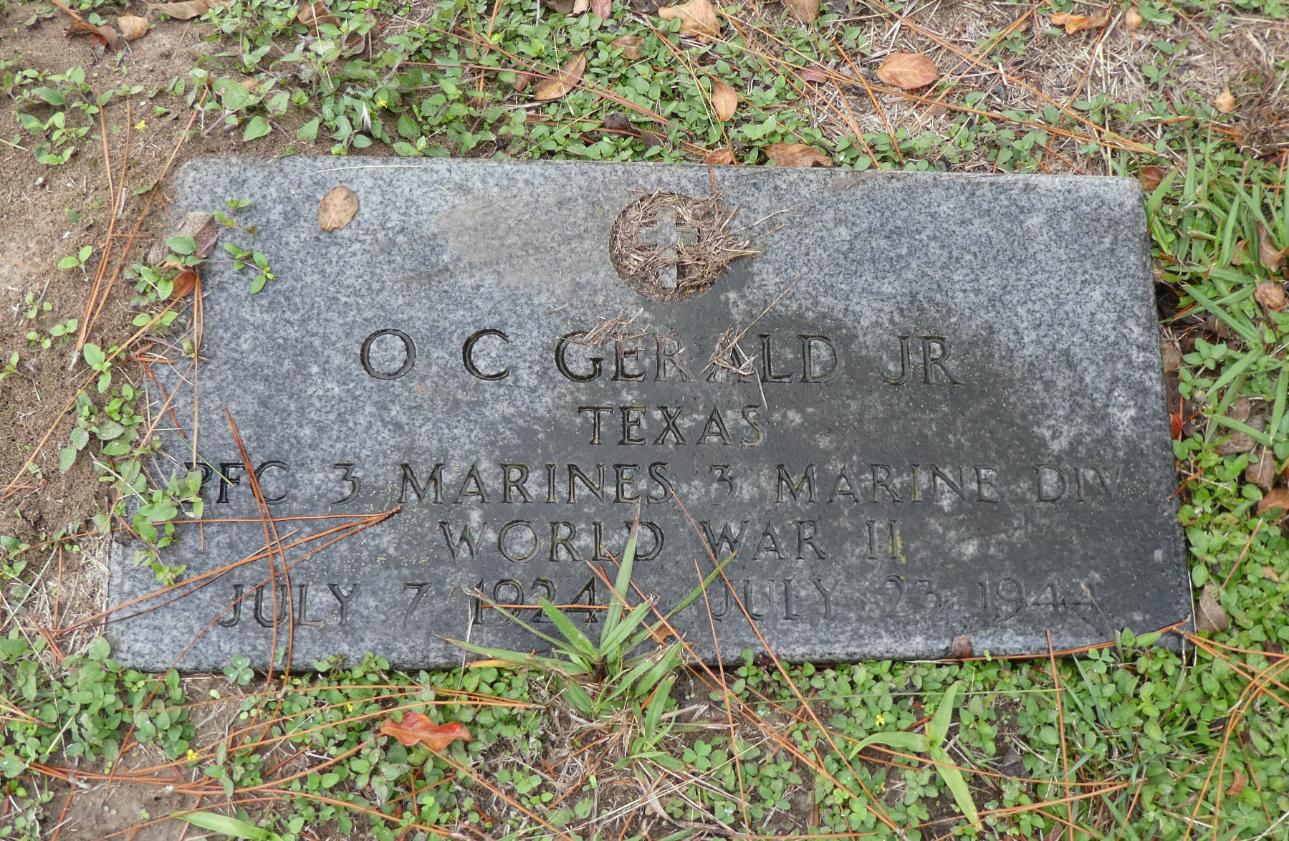 O C GERALD JR
TEXAS
PFC 3 MARINES 3 MARINE DIV
WORLD WAR II
JULY 7 1924 JULY 23 1944